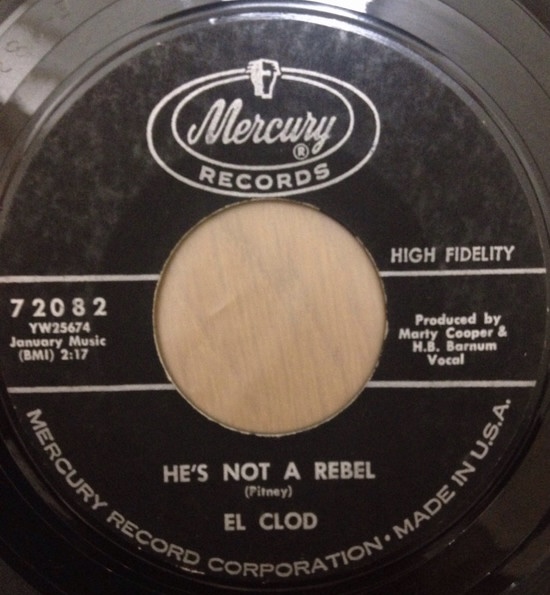 Mercury
®
RECORDS
HIGH FIDELITY
72082
YW25674
January Music
(BMI) 2:17
Produced by
Marty Cooper &
H.B. Barnum
Vocal
HE'S NOT A REBEL
(Pitney)
EL CLOD
MERCURY RECORD CORPORATION • MADE IN U.S.A.